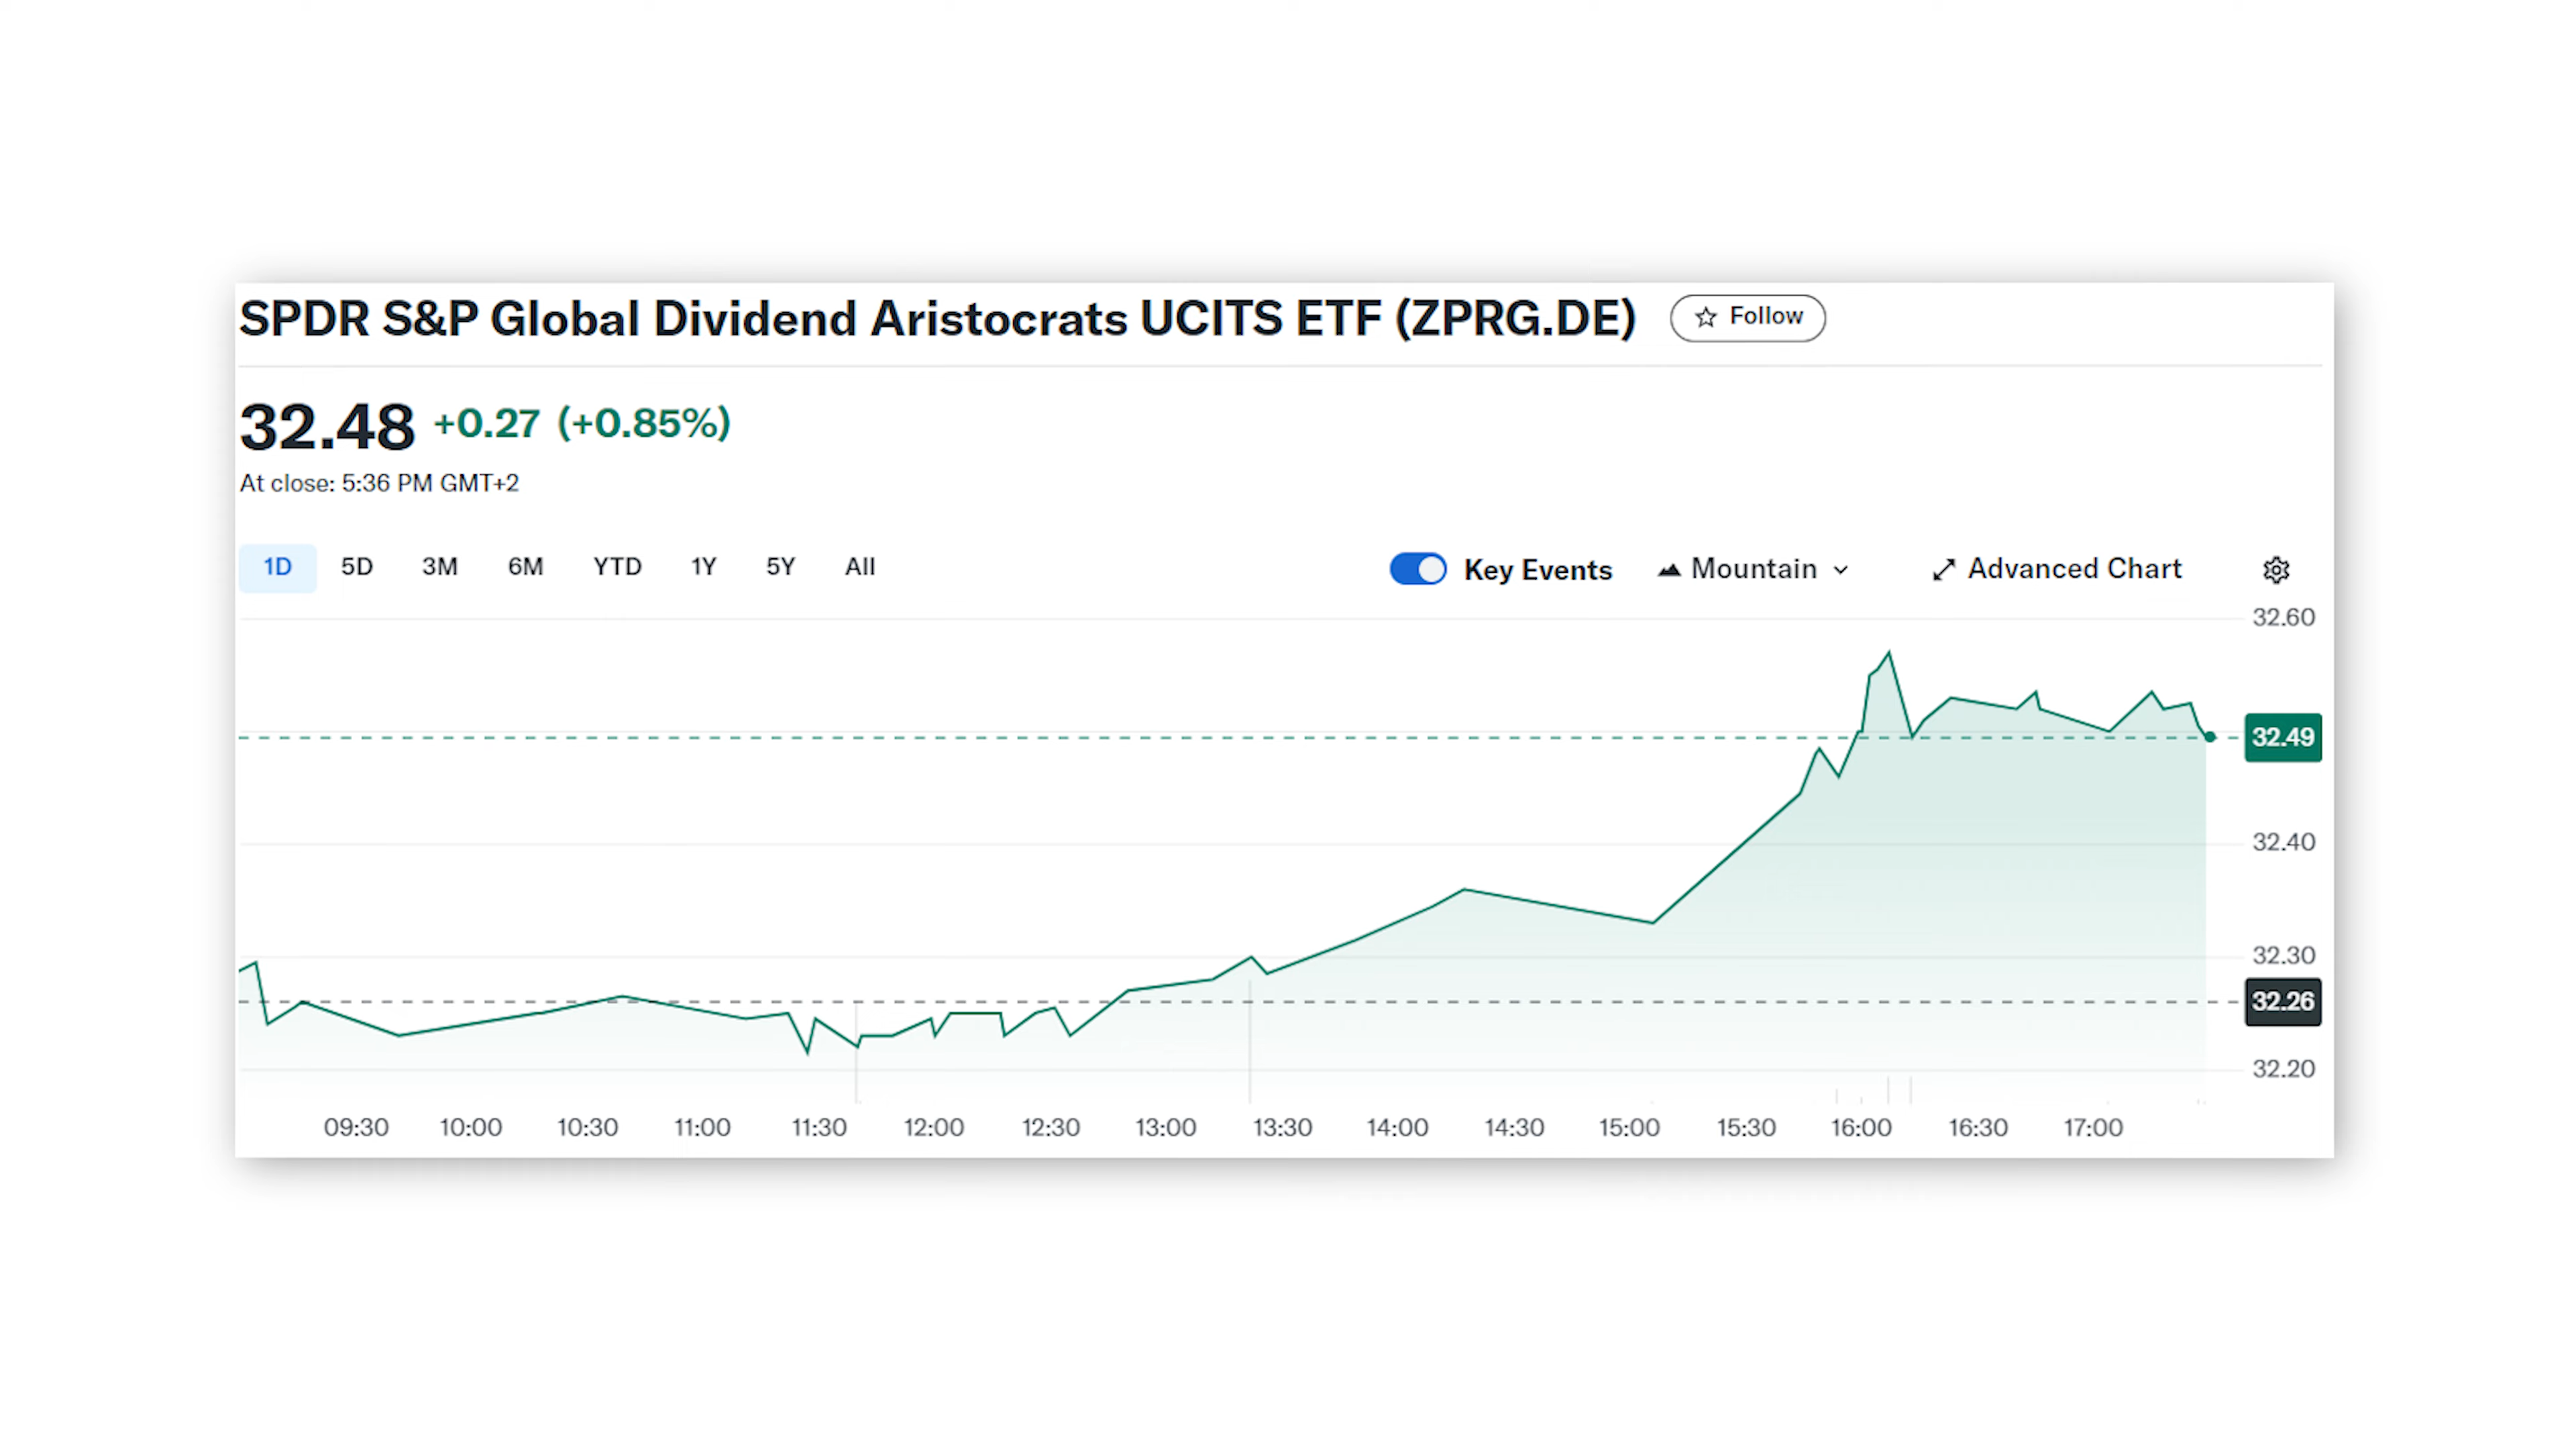 SPDR S&P Global Dividend Aristocrats UCITS ETF (ZPRG.DE) Follow
32.48 +0.27 (+0.85%)
At close: 5:36 PM GMT+2
1D 5D 3M 6M YTD 1Y 5Y All Key Events Mountain Advanced Chart
32.60
32.49
32.40
32.30
32.26
32.20
09:30 10:00 10:30 11:00 11:30 12:00 12:30 13:00 13:30 14:00 14:30 15:00 15:30 16:00 16:30 17:00